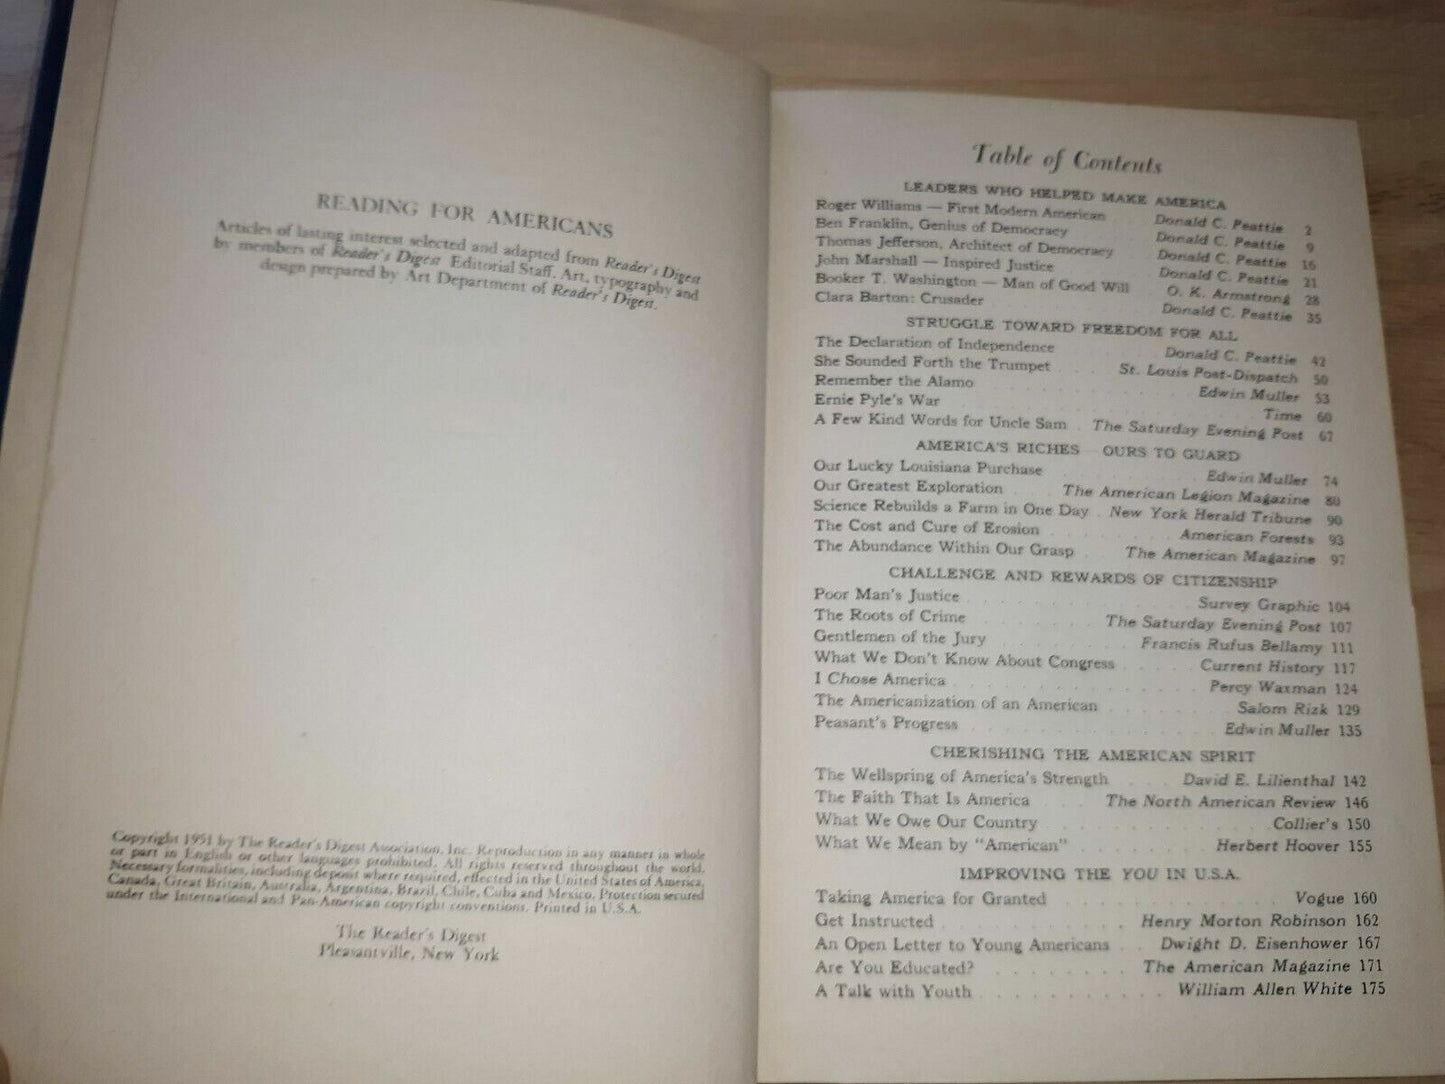 READING FOR AMERICANS
Articles of lasting interest selected and adapted from Reader's Digest
by members of Reader's Digest Editorial Staff. Art, typography and
design prepared by Art Department of Reader's Digest.
Copyright 1951 by The Reader's Digest Association, Inc. Reproduction in any manner in whole
or part in English or other languages prohibited. All rights reserved throughout the world.
Necessary formalities, including deposit where required, effected in the United States of America,
Canada, Great Britain, Australia, Argentina, Brazil, Chile, Cuba and Mexico. Protection secured
under the International and Pan-American copyright conventions. Printed in U.S.A.
The Reader's Digest
Pleasantville, New York
Table of Contents
LEADERS WHO HELPED MAKE AMERICA
Roger Williams — First Modern American Donald C. Peattie 2
Ben Franklin, Genius of Democracy Donald C. Peattie 9
Thomas Jefferson, Architect of Democracy Donald C. Peattie 16
John Marshall — Inspired Justice Donald C. Peattie 21
Booker T. Washington — Man of Good Will O. K. Armstrong 28
Clara Barton: Crusader Donald C. Peattie 35
STRUGGLE TOWARD FREEDOM FOR ALL
The Declaration of Independence Donald C. Peattie 42
She Sounded Forth the Trumpet . . . St. Louis Post-Dispatch 50
Remember the Alamo Edwin Muller 53
Ernie Pyle's War Time 60
A Few Kind Words for Uncle Sam . The Saturday Evening Post 67
AMERICA'S RICHES OURS TO GUARD
Our Lucky Louisiana Purchase Edwin Muller 74
Our Greatest Exploration . . . The American Legion Magazine 80
Science Rebuilds a Farm in One Day . New York Herald Tribune 90
The Cost and Cure of Erosion . . . . . . . American Forests 93
The Abundance Within Our Grasp . . The American Magazine 97
CHALLENGE AND REWARDS OF CITIZENSHIP
Poor Man's Justice . . . . . . . . . . . Survey Graphic 104
The Roots of Crime . . . . . . The Saturday Evening Post 107
Gentlemen of the Jury . . . . . . . Francis Rufus Bellamy 111
What We Don't Know About Congress . . . . Current History 117
I Chose America . . . . . . . . . . . . . Percy Waxman 124
The Americanization of an American . . . . . . Salom Rizk 129
Peasant's Progress . . . . . . . . . . . . Edwin Muller 135
CHERISHING THE AMERICAN SPIRIT
The Wellspring of America's Strength . . . David E. Lilienthal 142
The Faith That Is America . . . The North American Review 146
What We Owe Our Country . . . . . . . . . . . Collier's 150
What We Mean by "American" . . . . . . . Herbert Hoover 155
IMPROVING THE YOU IN U.S.A.
Taking America for Granted . . . . . . . . . . . Vogue 160
Get Instructed . . . . . . . . . Henry Morton Robinson 162
An Open Letter to Young Americans . . Dwight D. Eisenhower 167
Are You Educated? . . . . . . . The American Magazine 171
A Talk with Youth . . . . . . . . . . William Allen White 175